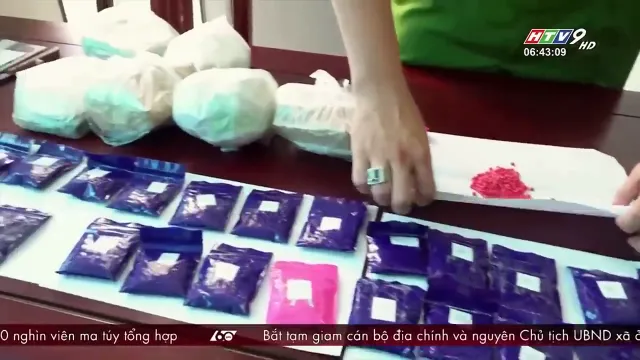 HTV9 HD
06:43:09
0 nghìn viên ma túy tổng hợp
60 Bắt tạm giam cán bộ địa chính và nguyên Chủ tịch UBND xã ở